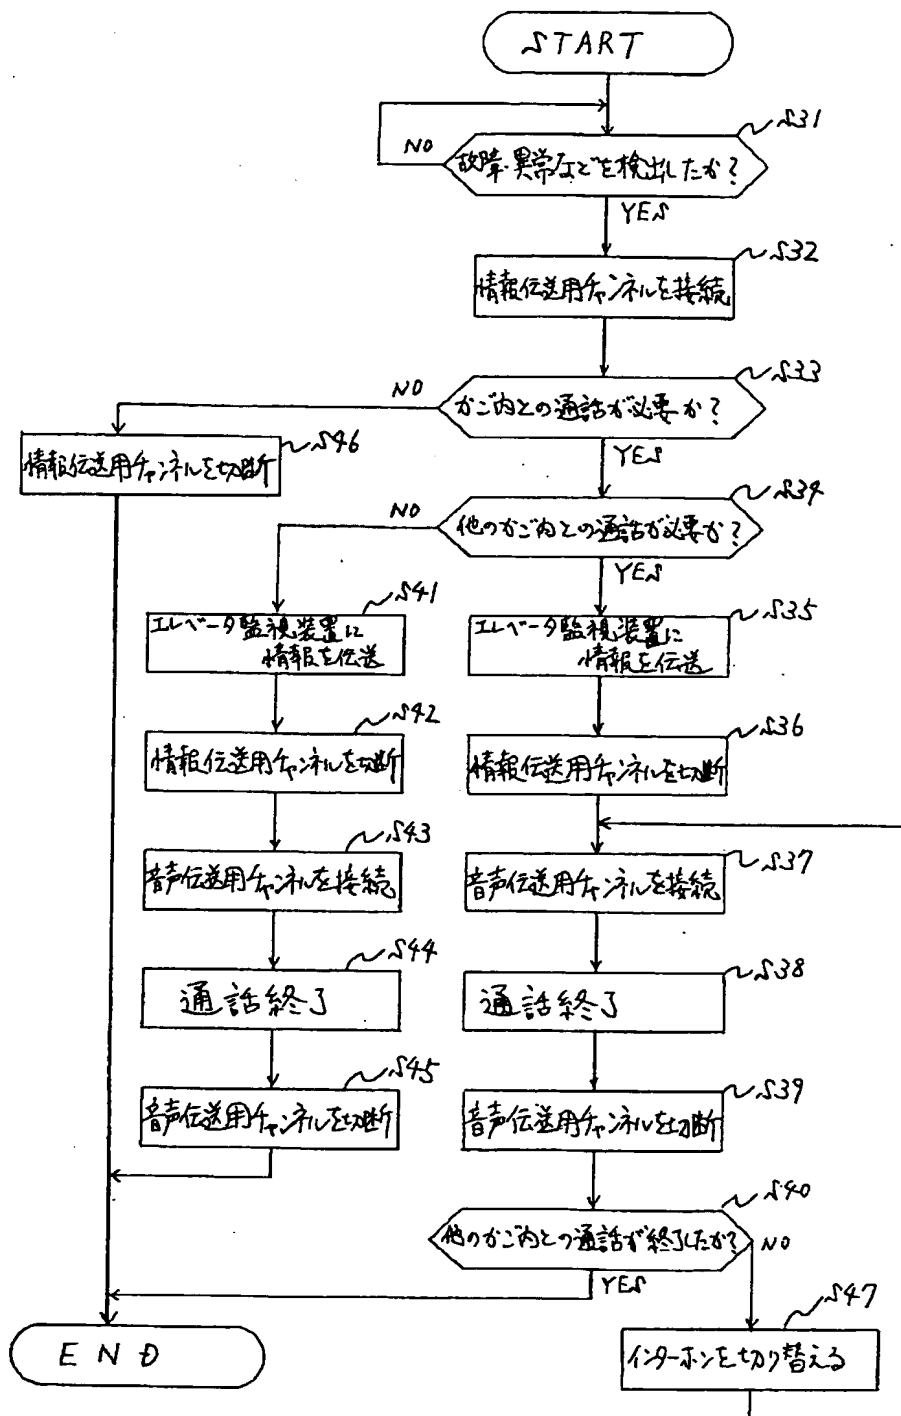 START
S31
NO
故障・異常などを検出したか?
YES
S32
情報伝送用チャンネルを接続
S33
NO
かご内との通話が必要か?
S46
情報伝送用チャンネルを切断
YES
S34
NO
他のかご内との通話が必要か?
YES
S41
エレベータ監視装置に
情報を伝送
S35
エレベータ監視装置に
情報を伝送
S42
情報伝送用チャンネルを切断
S36
情報伝送用チャンネルを切断
S43
音声伝送用チャンネルを接続
S37
音声伝送用チャンネルを接続
S44
通話終了
S38
通話終了
S45
音声伝送用チャンネルを切断
S39
音声伝送用チャンネルを切断
S40
他のかご内との通話が終了したか?
NO
YES
S47
インターホンを切り替える
END